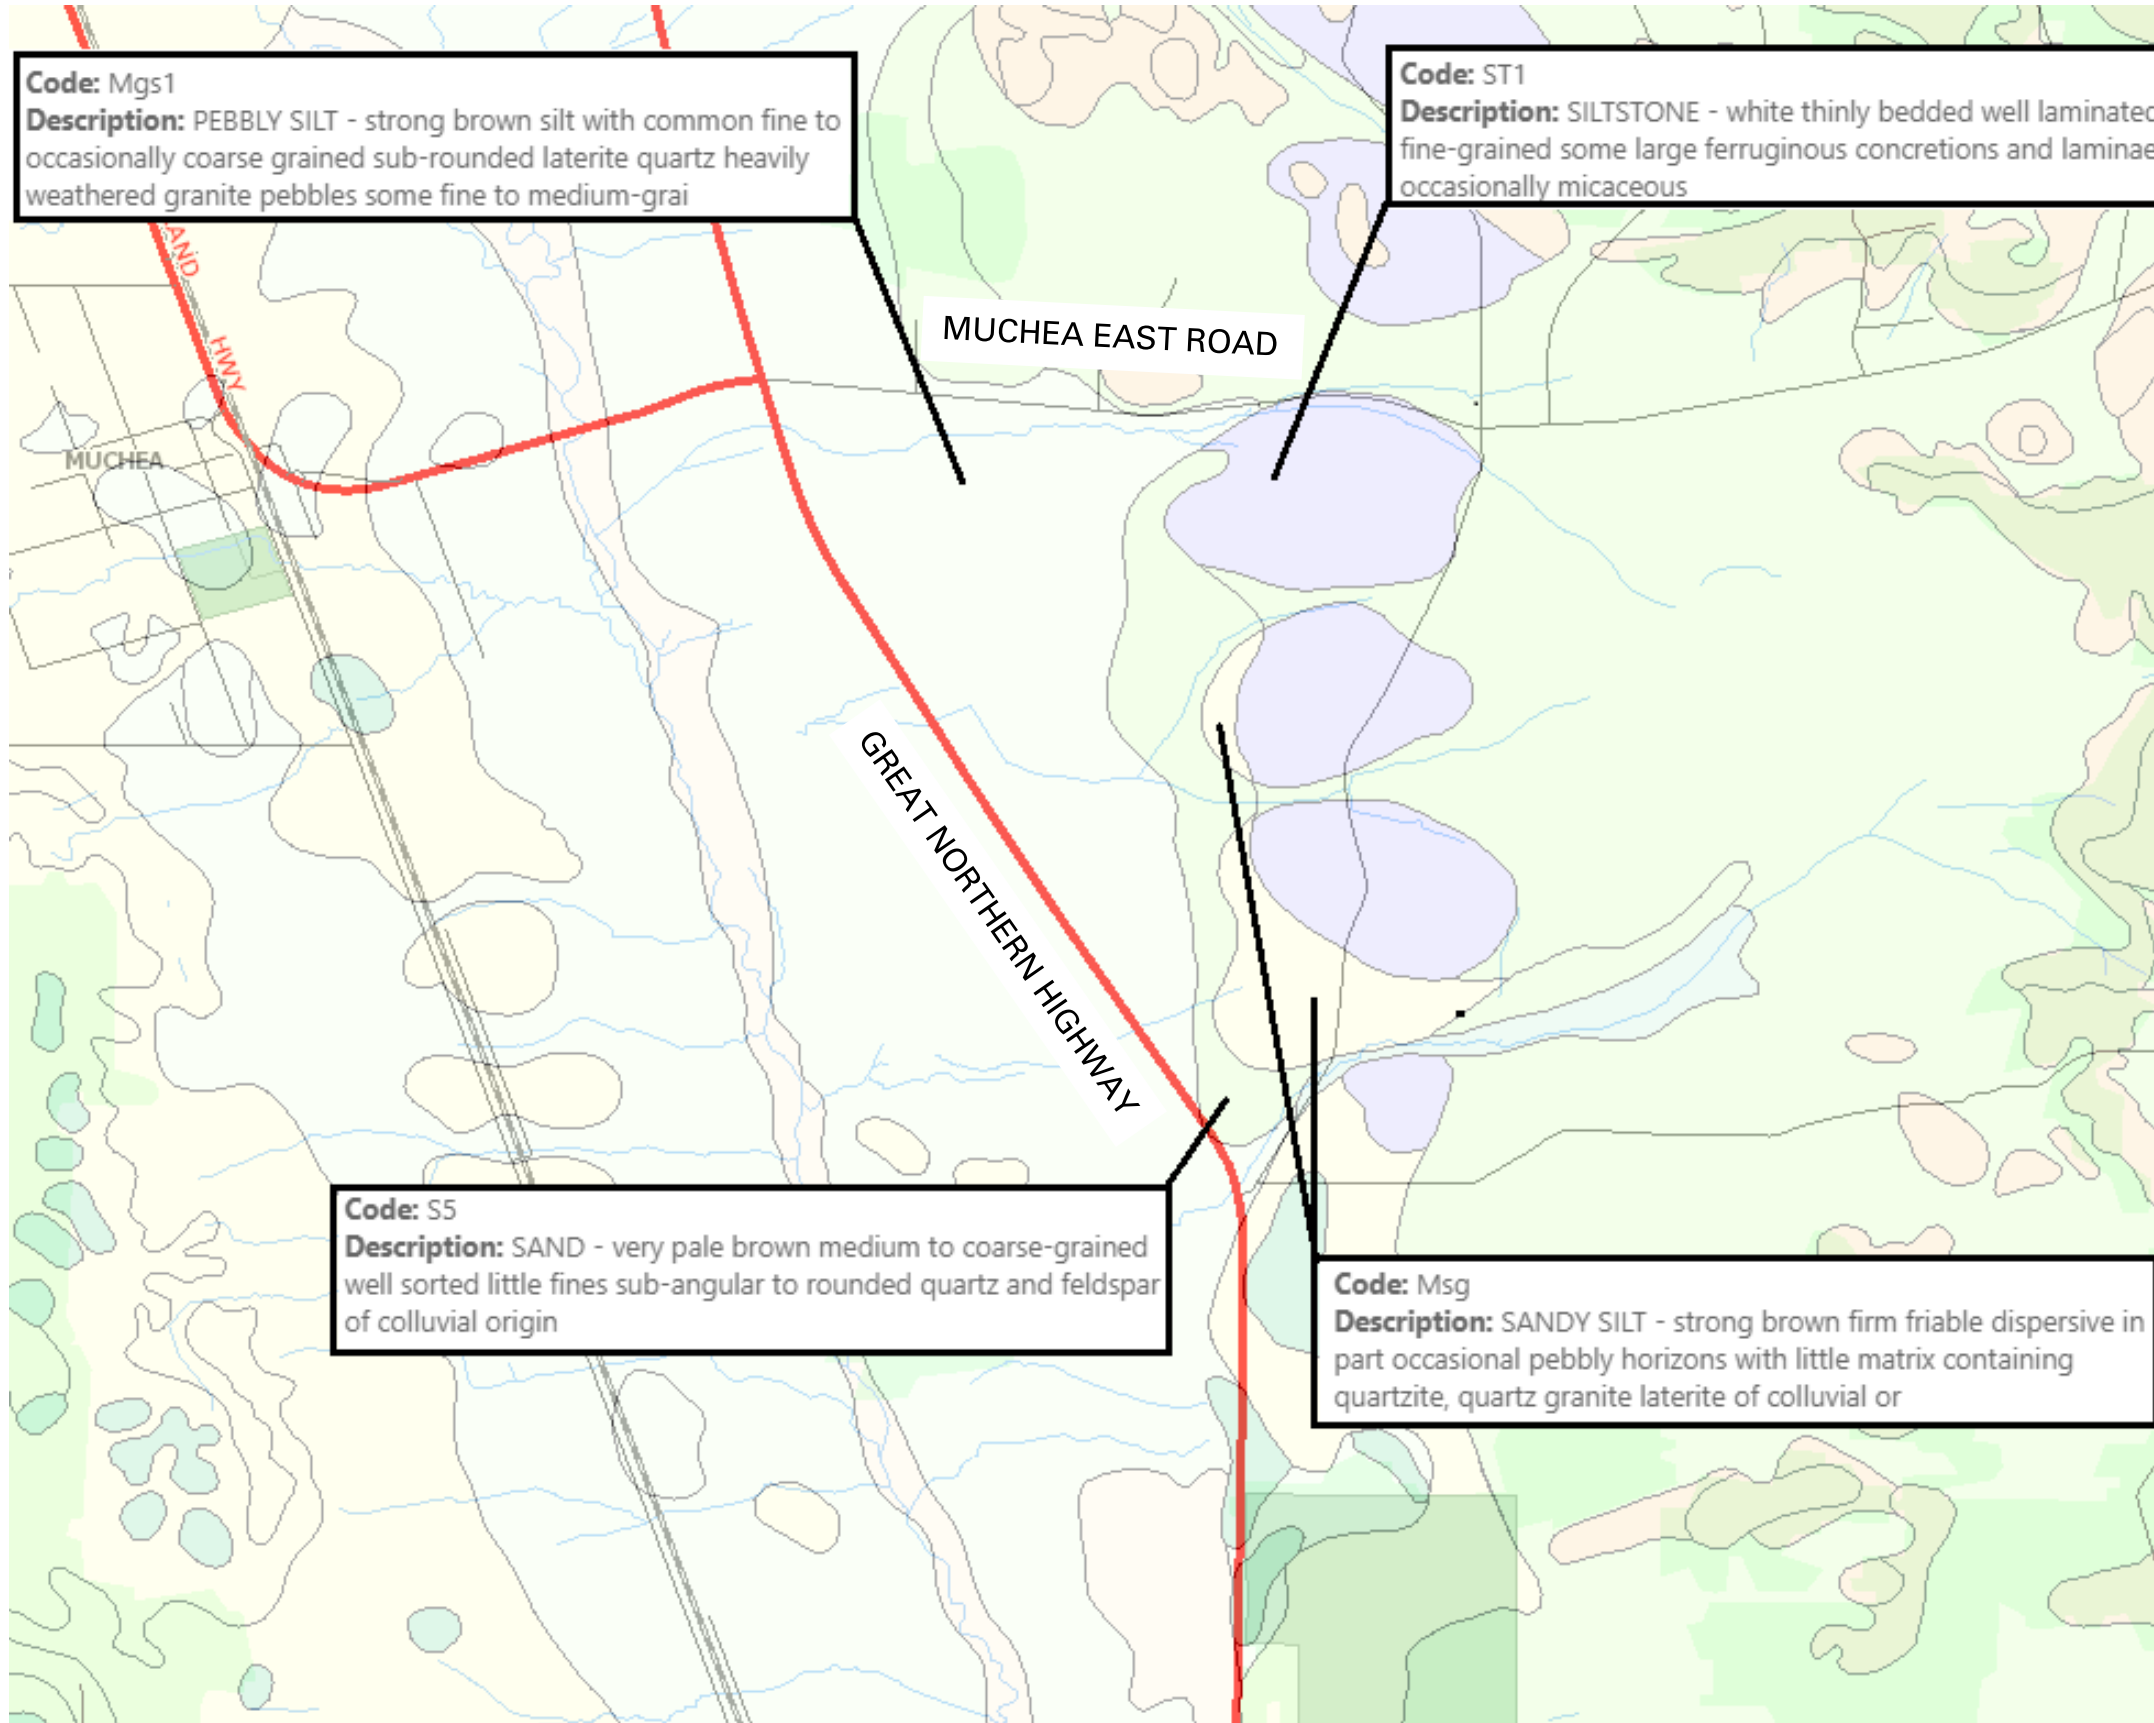 Code: Mgs1
Description: PEBBLY SILT - strong brown silt with common fine to
occasionally coarse grained sub-rounded laterite quartz heavily
weathered granite pebbles some fine to medium-grai
Code: ST1
Description: SILTSTONE - white thinly bedded well laminated
fine-grained some large ferruginous concretions and laminae
occasionally micaceous
AND
HWY
MUCHEA EAST ROAD
MUCHEA
GREAT NORTHERN HIGHWAY
Code: S5
Description: SAND - very pale brown medium to coarse-grained
well sorted little fines sub-angular to rounded quartz and feldspar
of colluvial origin
Code: Msg
Description: SANDY SILT - strong brown firm friable dispersive in
part occasional pebbly horizons with little matrix containing
quartzite, quartz granite laterite of colluvial or